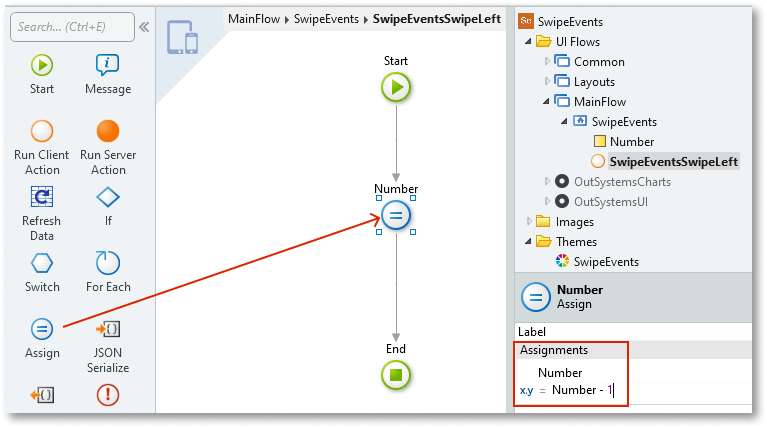 Search... (Ctrl+E)
Start
Message
Run Client
Action
Run Server
Action
Refresh
Data
If
Switch
For Each
Assign
JSON
Serialize
MainFlow ▸ SwipeEvents ▸ SwipeEventsSwipeLeft
Start
Number
End
SwipeEvents
UI Flows
Common
Layouts
MainFlow
SwipeEvents
Number
SwipeEventsSwipeLeft
OutSystemsCharts
OutSystemsUI
Images
Themes
SwipeEvents
Number
Assign
Label
Assignments
Number
x.y = Number - 1